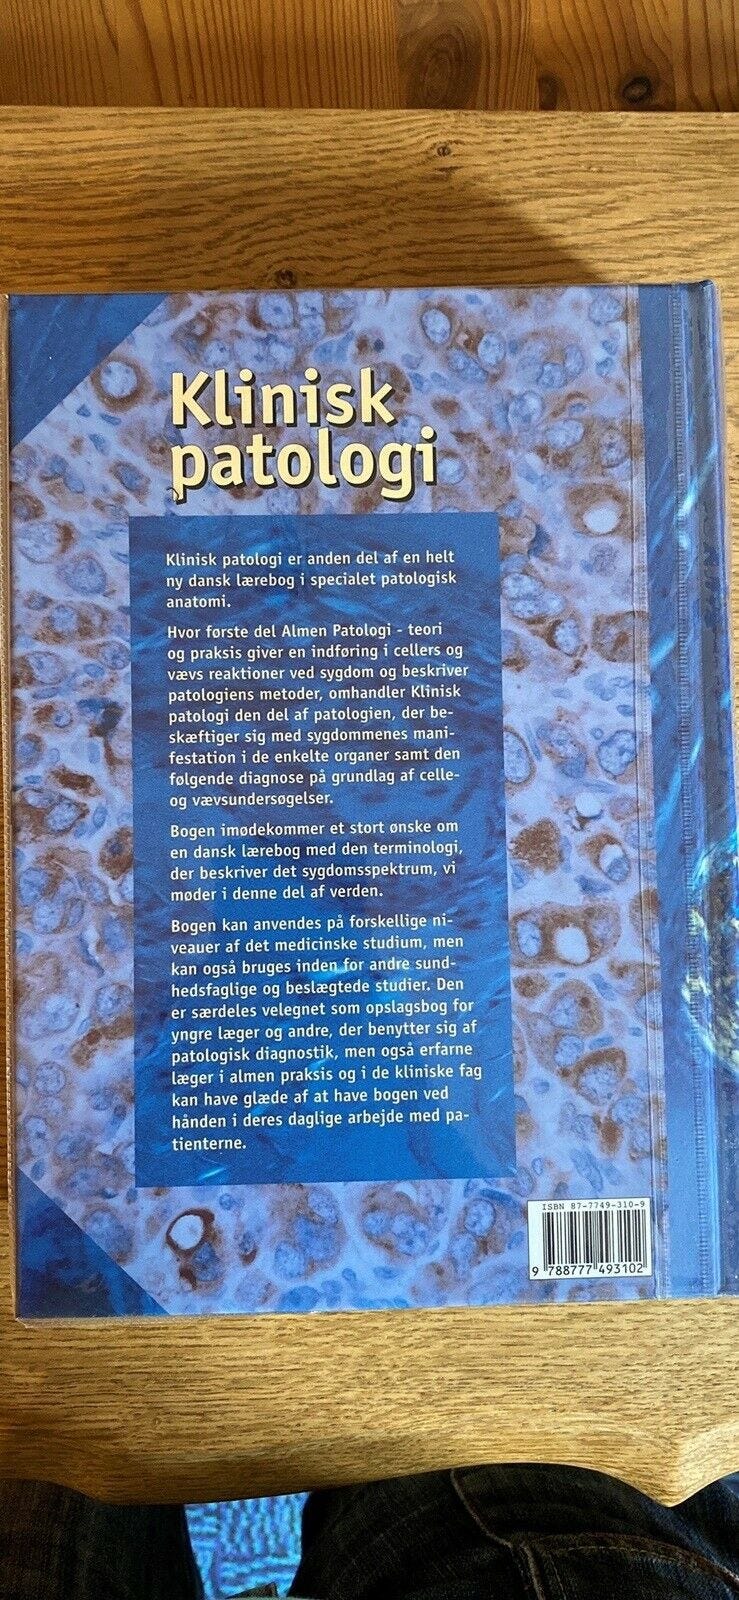 Klinisk
patologi
Klinisk patologi er anden del af en helt
ny dansk lærebog i specialet patologisk
anatomi.
Hvor første del Almen Patologi - teori
og praksis giver en indføring i cellers og
vævs reaktioner ved sygdom og beskriver
patologiens metoder, omhandler Klinisk
patologi den del af patologien, der be-
skæftiger sig med sygdommenes mani-
festation i de enkelte organer samt den
følgende diagnose på grundlag af celle-
og vævsundersøgelser.
Bogen imødekommer et stort ønske om
en dansk lærebog med den terminologi,
der beskriver det sygdomsspektrum, vi
møder i denne del af verden.
Bogen kan anvendes på forskellige ni-
veauer af det medicinske studium, men
kan også bruges inden for andre sund-
hedsfaglige og beslægtede studier. Den
er særdeles velegnet som opslagsbog for
yngre læger og andre, der benytter sig af
patologisk diagnostik, men også erfarne
læger i almen praksis og i de kliniske fag
kan have glæde af at have bogen ved
hånden i deres daglige arbejde med pa-
tienterne.
ISBN 87-7749-310-9
9 788777 493102